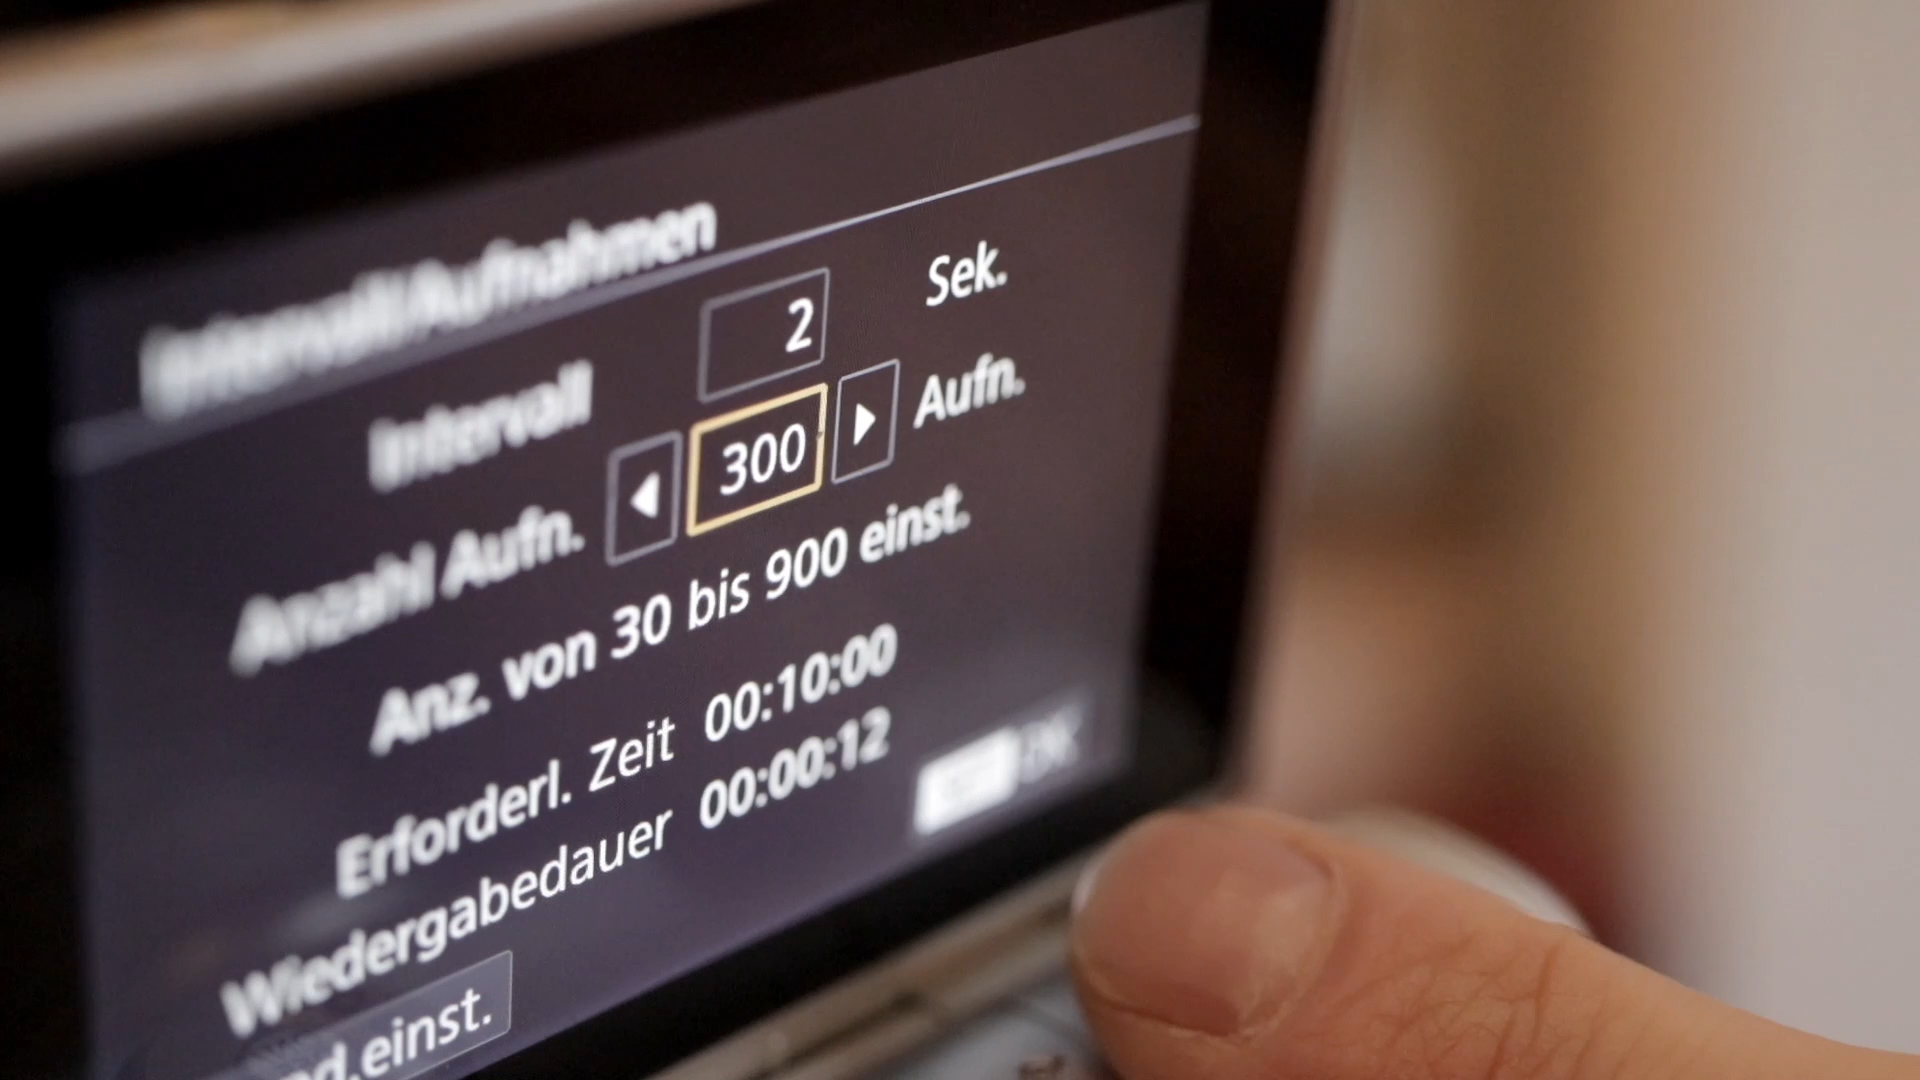 Intervall/Aufnahmen
Intervall 2 Sek.
Anzahl Aufn. 300 Aufn.
Anz. von 30 bis 900 einst.
Erforderl. Zeit 00:10:00
Wiedergabedauer 00:00:12
OK
einst.